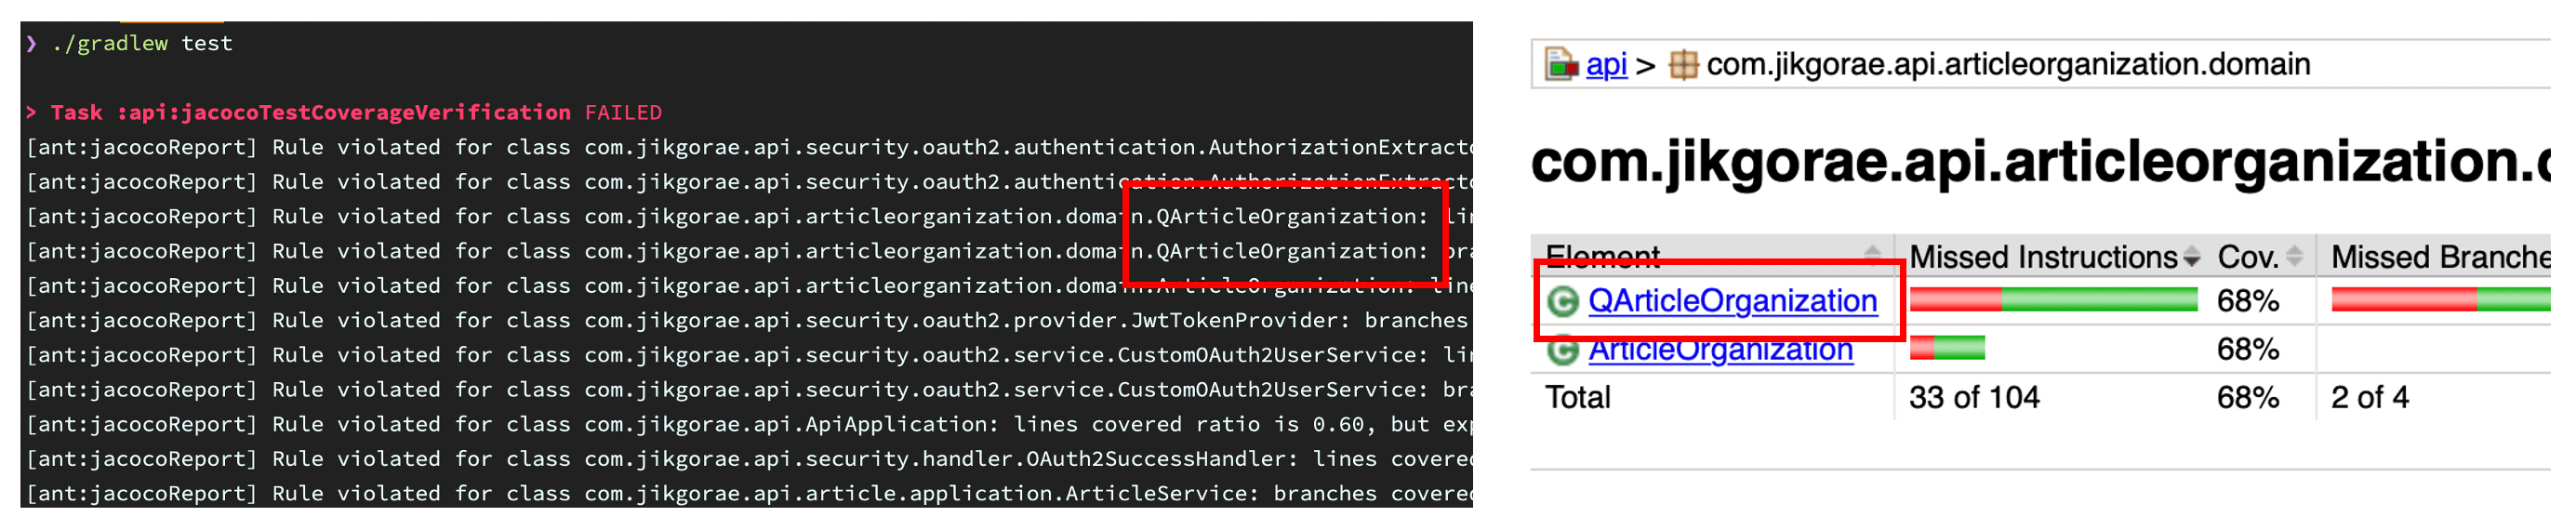 ❯ ./gradlew test
> Task :api:jacocoTestCoverageVerification FAILED
[ant:jacocoReport] Rule violated for class com.jikgorae.api.security.oauth2.authentication.AuthorizationExtracto
[ant:jacocoReport] Rule violated for class com.jikgorae.api.security.oauth2.authentication.AuthorizationExtracto
[ant:jacocoReport] Rule violated for class com.jikgorae.api.articleorganization.domain.QArticleOrganization: lin
[ant:jacocoReport] Rule violated for class com.jikgorae.api.articleorganization.domain.QArticleOrganization: bra
[ant:jacocoReport] Rule violated for class com.jikgorae.api.articleorganization.domain.ArticleOrganization: line
[ant:jacocoReport] Rule violated for class com.jikgorae.api.security.oauth2.provider.JwtTokenProvider: branches
[ant:jacocoReport] Rule violated for class com.jikgorae.api.security.oauth2.service.CustomOAuth2UserService: lin
[ant:jacocoReport] Rule violated for class com.jikgorae.api.security.oauth2.service.CustomOAuth2UserService: bra
[ant:jacocoReport] Rule violated for class com.jikgorae.api.ApiApplication: lines covered ratio is 0.60, but exp
[ant:jacocoReport] Rule violated for class com.jikgorae.api.security.handler.OAuth2SuccessHandler: lines covered
[ant:jacocoReport] Rule violated for class com.jikgorae.api.article.application.ArticleService: branches covered
api > com.jikgorae.api.articleorganization.domain
com.jikgorae.api.articleorganization.d
Element Missed Instructions Cov. Missed Branche
QArticleOrganization 68%
ArticleOrganization 68%
Total 33 of 104 68% 2 of 4